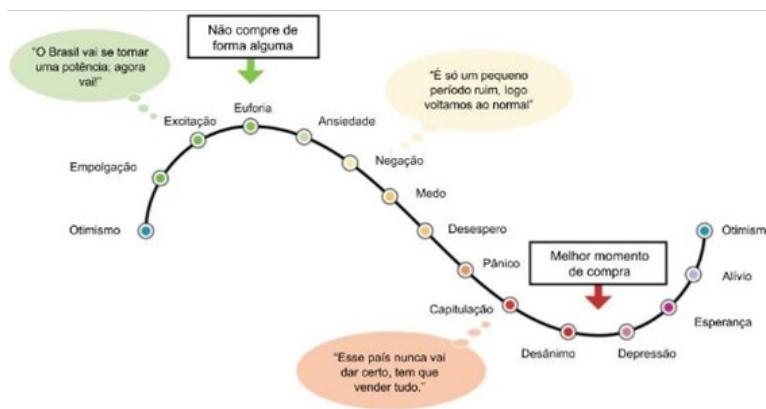 Não compre de
forma alguma
“O Brasil vai se tornar
uma potência; agora
vai!”
“É só um pequeno
período ruim, logo
voltamos ao normal”
Euforia
Excitação
Ansiedade
Empolgação
Negação
Medo
Otimismo
Desespero
Pânico
Capitulação
Melhor momento
de compra
Otimism
Alívio
Esperança
Desânimo
Depressão
“Esse país nunca vai
dar certo, tem que
vender tudo.”